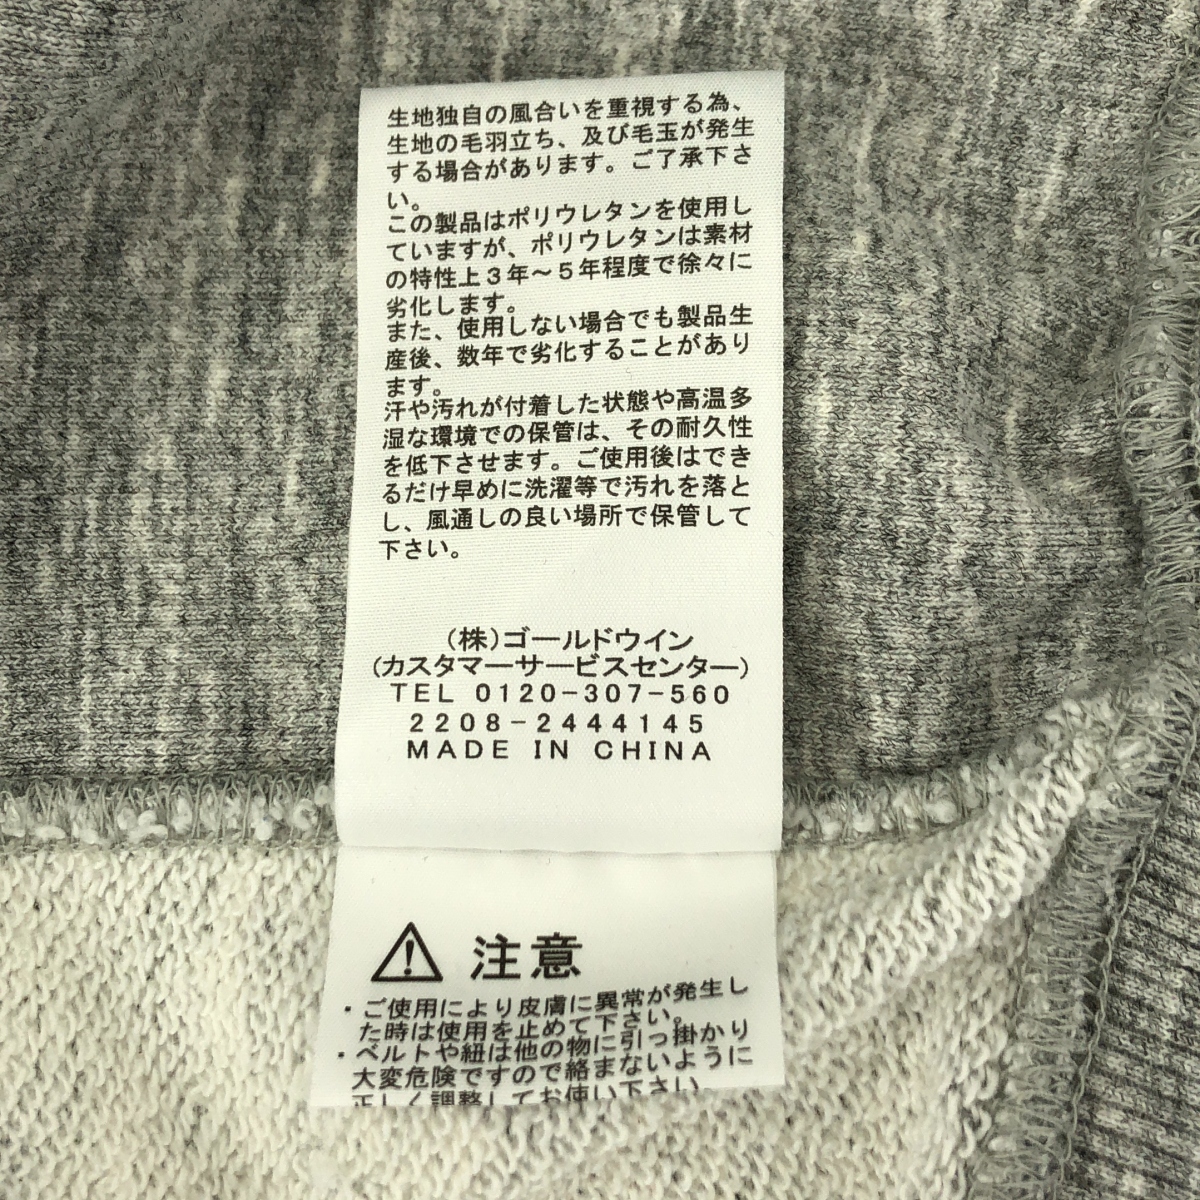 生地独自の風合いを重視する為、
生地の毛羽立ち、及び毛玉が発生
する場合があります。ご了承下さ
い。
この製品はポリウレタンを使用し
ていますが、ポリウレタンは素材
の特性上3年～5年程度で徐々に
劣化します。
また、使用しない場合でも製品生
産後、数年で劣化することがあり
ます。
汗や汚れが付着した状態や高温多
湿な環境での保管は、その耐久性
を低下させます。ご使用後はでき
るだけ早めに洗濯等で汚れを落と
し、風通しの良い場所で保管して
下さい。
(株)ゴールドウイン
(カスタマーサービスセンター)
TEL 0120-307-560
2208-2444145
MADE IN CHINA
注意
・ご使用により皮膚に異常が発生し
た時は使用を止めて下さい。
・ベルトや紐は他の物に引っ掛かり
大変危険ですので絡まないように
正しく調整してお使い下さい。